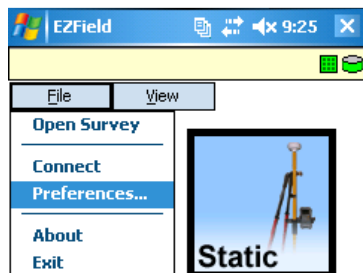 EZField 9:25
File View
Open Survey
Connect
Preferences...
About
Exit
Static